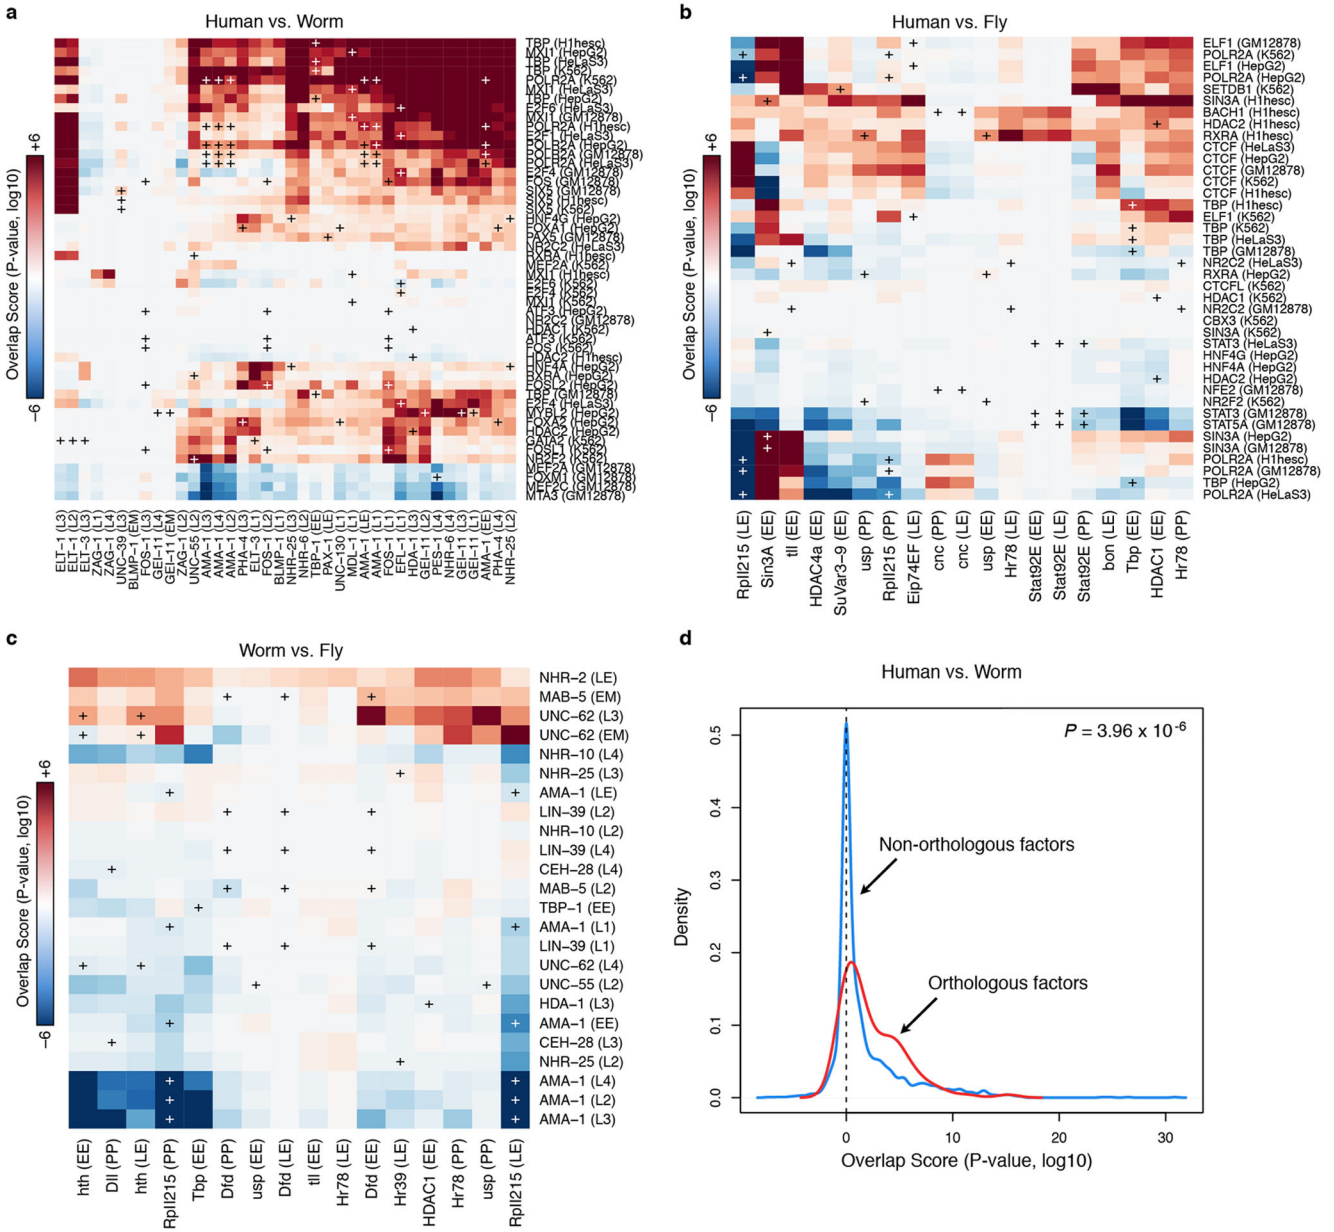 a
Human vs. Worm
TBP (H1hesc)
MXI1 (HepG2)
TBP (HeLaS3)
TBP (K562)
POLR2A (K562)
MXI1 (HeLaS3)
TBP (HepG2)
E2F6 (HeLaS3)
MXI1 (GM12878)
POLR2A (H1hesc)
E2F1 (HeLaS3)
POLR2A (HepG2)
POLR2A (GM12878)
POLR2A (HeLaS3)
E2F4 (GM12878)
FOS (GM12878)
SIX5 (GM12878)
SIX5 (H1hesc)
SIX5 (K562)
HNF4G (HepG2)
FOXA1 (HepG2)
PAX5 (GM12878)
NR2C2 (HeLaS3)
RXRA (H1hesc)
MEF2A (K562)
MXI1 (H1hesc)
E2F6 (K562)
E2F4 (K562)
MXI1 (K562)
ATF3 (HepG2)
NR2C2 (GM12878)
HDAC1 (K562)
ATF3 (K562)
FOS (K562)
HDAC2 (H1hesc)
HNF4A (HepG2)
RXRA (HepG2)
FOSL2 (HepG2)
TBP (GM12878)
E2F4 (HeLaS3)
MYBL2 (HepG2)
FOXA2 (HepG2)
HDAC2 (HepG2)
GATA2 (K562)
FOSL1 (K562)
NR2F2 (K562)
MEF2A (GM12878)
FOXM1 (GM12878)
MEF2C (GM12878)
MTA3 (GM12878)
+6
Overlap Score (P-value, log10)
−6
ELT−1 (L3)
ELT−1 (L2)
ELT−3 (L3)
ZAG−1 (L1)
ZAG−1 (L4)
UNC−39 (L3)
BLMP−1 (EM)
FOS−1 (L3)
GEI−11 (L4)
GEI−11 (EM)
ZAG−1 (L2)
UNC−55 (L2)
AMA−1 (L3)
AMA−1 (L4)
AMA−1 (L2)
PHA−4 (L3)
ELT−3 (L1)
FOS−1 (L2)
BLMP−1 (L1)
NHR−25 (L3)
NHR−6 (L2)
TBP−1 (EE)
PAX−1 (LE)
UNC−130 (L1)
MDL−1 (L1)
AMA−1 (LE)
AMA−1 (L1)
FOS−1 (L1)
EFL−1 (L1)
HDA−1 (L3)
GEI−11 (L2)
PES−1 (L4)
NHR−6 (L4)
GEI−11 (L3)
GEI−11 (L1)
AMA−1 (EE)
PHA−4 (L4)
NHR−25 (L2)
b
Human vs. Fly
ELF1 (GM12878)
POLR2A (K562)
ELF1 (HepG2)
POLR2A (HepG2)
SETDB1 (K562)
SIN3A (H1hesc)
BACH1 (H1hesc)
HDAC2 (H1hesc)
RXRA (H1hesc)
CTCF (HeLaS3)
CTCF (HepG2)
CTCF (GM12878)
CTCF (K562)
CTCF (H1hesc)
TBP (H1hesc)
ELF1 (K562)
TBP (K562)
TBP (HeLaS3)
TBP (GM12878)
NR2C2 (HeLaS3)
RXRA (HepG2)
CTCFL (K562)
HDAC1 (K562)
NR2C2 (GM12878)
CBX3 (K562)
SIN3A (K562)
STAT3 (HeLaS3)
HNF4G (HepG2)
HNF4A (HepG2)
HDAC2 (HepG2)
NFE2 (GM12878)
NR2F2 (K562)
STAT3 (GM12878)
STAT5A (GM12878)
SIN3A (HepG2)
SIN3A (GM12878)
POLR2A (H1hesc)
POLR2A (GM12878)
TBP (HepG2)
POLR2A (HeLaS3)
+6
Overlap Score (P-value, log10)
−6
RpII215 (LE)
Sin3A (EE)
tll (EE)
HDAC4a (EE)
SuVar3−9 (EE)
usp (PP)
RpII215 (PP)
Eip74EF (LE)
cnc (PP)
cnc (LE)
usp (EE)
Hr78 (LE)
Stat92E (EE)
Stat92E (LE)
Stat92E (PP)
bon (LE)
Tbp (EE)
HDAC1 (EE)
Hr78 (PP)
c
Worm vs. Fly
NHR−2 (LE)
MAB−5 (EM)
UNC−62 (L3)
UNC−62 (EM)
NHR−10 (L4)
NHR−25 (L3)
AMA−1 (LE)
LIN−39 (L2)
NHR−10 (L2)
LIN−39 (L4)
CEH−28 (L4)
MAB−5 (L2)
TBP−1 (EE)
AMA−1 (L1)
LIN−39 (L1)
UNC−62 (L4)
UNC−55 (L2)
HDA−1 (L3)
AMA−1 (EE)
CEH−28 (L3)
NHR−25 (L2)
AMA−1 (L4)
AMA−1 (L2)
AMA−1 (L3)
+6
Overlap Score (P-value, log10)
−6
hth (EE)
Dll (PP)
hth (LE)
RpII215 (PP)
Tbp (EE)
Dfd (PP)
usp (EE)
Dfd (LE)
tll (EE)
Hr78 (LE)
Dfd (EE)
Hr39 (LE)
HDAC1 (EE)
Hr78 (PP)
usp (PP)
RpII215 (LE)
d
Human vs. Worm
P = 3.96 x 10-6
Non-orthologous factors
Orthologous factors
Density
0.5
0.4
0.3
0.2
0.1
0.0
0
10
20
30
Overlap Score (P-value, log10)